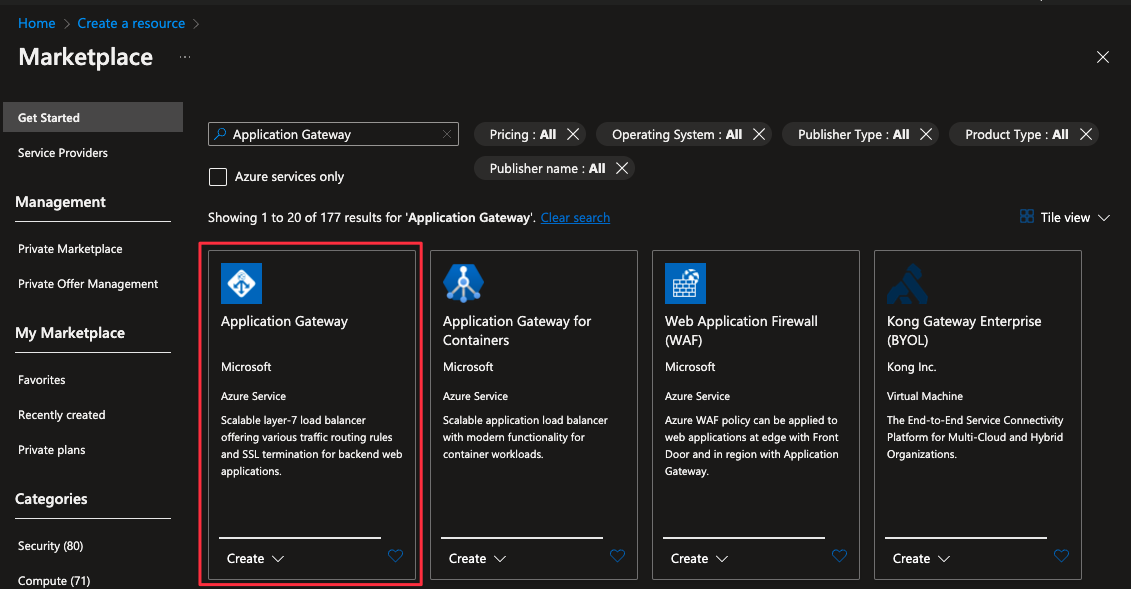 Home > Create a resource >
Marketplace ...
Get Started
Service Providers
Management
Private Marketplace
Private Offer Management
My Marketplace
Favorites
Recently created
Private plans
Categories
Security (80)
Compute (71)
Application Gateway
Pricing : All
Operating System : All
Publisher Type : All
Product Type : All
Publisher name : All
Azure services only
Showing 1 to 20 of 177 results for 'Application Gateway'. Clear search
Tile view
Application Gateway
Microsoft
Azure Service
Scalable layer-7 load balancer
offering various traffic routing rules
and SSL termination for backend web
applications.
Create
Application Gateway for
Containers
Microsoft
Azure Service
Scalable application load balancer
with modern functionality for
container workloads.
Create
Web Application Firewall
(WAF)
Microsoft
Azure Service
Azure WAF policy can be applied to
web applications at edge with Front
Door and in region with Application
Gateway.
Create
Kong Gateway Enterprise
(BYOL)
Kong Inc.
Virtual Machine
The End-to-End Service Connectivity
Platform for Multi-Cloud and Hybrid
Organizations.
Create